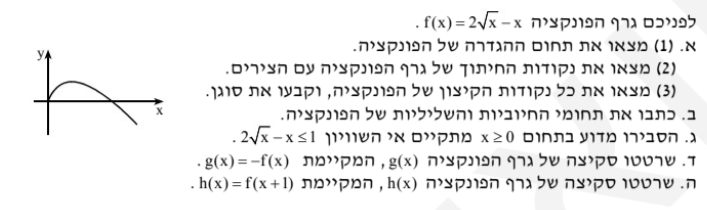 לפניכם גרף הפונקציה f(x) = 2√x − x .
א. (1) מצאו את תחום ההגדרה של הפונקציה.
(2) מצאו את נקודות החיתוך של גרף הפונקציה עם הצירים.
(3) מצאו את כל נקודות הקיצון של הפונקציה, וקבעו את סוגן.
ב. כתבו את תחומי החיוביות והשליליות של הפונקציה.
ג. הסבירו מדוע בתחום x ≥ 0 מתקיים אי השוויון 2√x − x ≤ 1 .
ד. שרטטו סקיצה של גרף הפונקציה g(x) , המקיימת g(x) = −f(x) .
ה. שרטטו סקיצה של גרף הפונקציה h(x) , המקיימת h(x) = f(x+1) .
y
x